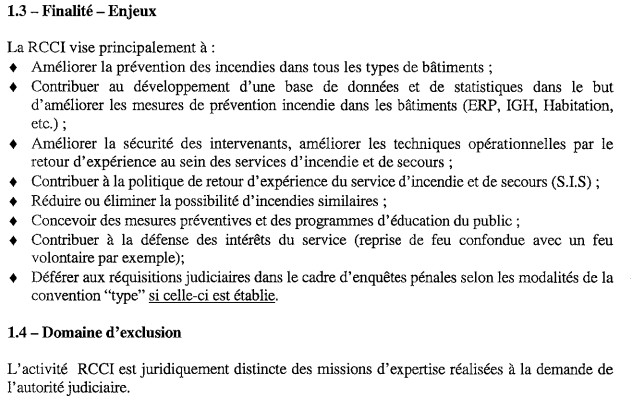 1.3 – Finalité – Enjeux
La RCCI vise principalement à :
♦ Améliorer la prévention des incendies dans tous les types de bâtiments ;
♦ Contribuer au développement d'une base de données et de statistiques dans le but
d'améliorer les mesures de prévention incendie dans les bâtiments (ERP, IGH, Habitation,
etc.) ;
♦ Améliorer la sécurité des intervenants, améliorer les techniques opérationnelles par le
retour d'expérience au sein des services d'incendie et de secours ;
♦ Contribuer à la politique de retour d'expérience du service d'incendie et de secours (S.I.S) ;
♦ Réduire ou éliminer la possibilité d'incendies similaires ;
♦ Concevoir des mesures préventives et des programmes d'éducation du public ;
♦ Contribuer à la défense des intérêts du service (reprise de feu confondue avec un feu
volontaire par exemple);
♦ Déférer aux réquisitions judiciaires dans le cadre d'enquêtes pénales selon les modalités de la
convention “type” si celle-ci est établie.
1.4 – Domaine d'exclusion
L'activité RCCI est juridiquement distincte des missions d'expertise réalisées à la demande de
l'autorité judiciaire.